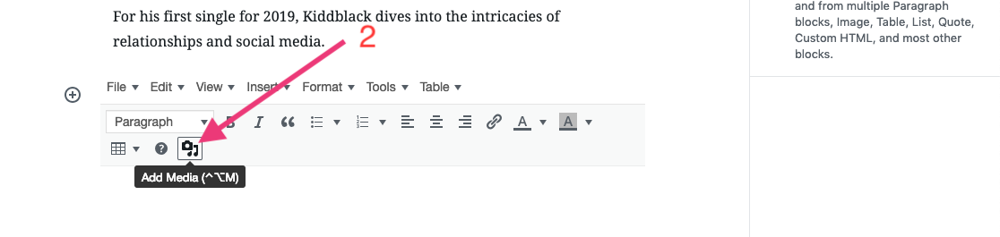 For his first single for 2019, Kiddblack dives into the intricacies of
relationships and social media.
2
and from multiple Paragraph
blocks, Image, Table, List, Quote,
Custom HTML, and most other
blocks.
File Edit View Insert Format Tools Table
Paragraph B I A A
Add Media (^⌥M)